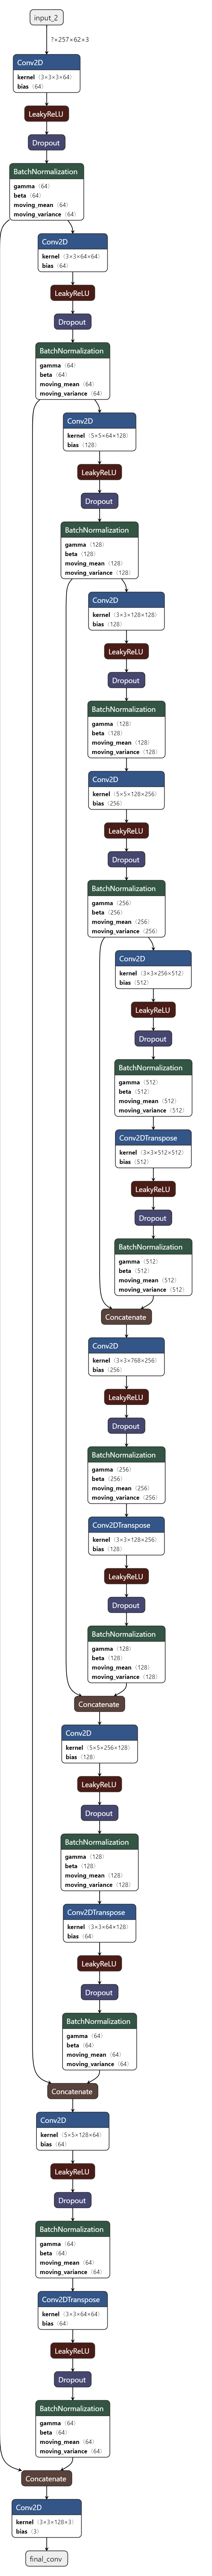 input_2
?×257×62×3
Conv2D
kernel ⟨3×3×3×64⟩
bias ⟨64⟩
LeakyReLU
Dropout
BatchNormalization
gamma ⟨64⟩
beta ⟨64⟩
moving_mean ⟨64⟩
moving_variance ⟨64⟩
Conv2D
kernel ⟨3×3×64×64⟩
bias ⟨64⟩
LeakyReLU
Dropout
BatchNormalization
gamma ⟨64⟩
beta ⟨64⟩
moving_mean ⟨64⟩
moving_variance ⟨64⟩
Conv2D
kernel ⟨5×5×64×128⟩
bias ⟨128⟩
LeakyReLU
Dropout
BatchNormalization
gamma ⟨128⟩
beta ⟨128⟩
moving_mean ⟨128⟩
moving_variance ⟨128⟩
Conv2D
kernel ⟨3×3×128×128⟩
bias ⟨128⟩
LeakyReLU
Dropout
BatchNormalization
gamma ⟨128⟩
beta ⟨128⟩
moving_mean ⟨128⟩
moving_variance ⟨128⟩
Conv2D
kernel ⟨5×5×128×256⟩
bias ⟨256⟩
LeakyReLU
Dropout
BatchNormalization
gamma ⟨256⟩
beta ⟨256⟩
moving_mean ⟨256⟩
moving_variance ⟨256⟩
Conv2D
kernel ⟨3×3×256×512⟩
bias ⟨512⟩
LeakyReLU
Dropout
BatchNormalization
gamma ⟨512⟩
beta ⟨512⟩
moving_mean ⟨512⟩
moving_variance ⟨512⟩
Conv2DTranspose
kernel ⟨3×3×512×512⟩
bias ⟨512⟩
LeakyReLU
Dropout
BatchNormalization
gamma ⟨512⟩
beta ⟨512⟩
moving_mean ⟨512⟩
moving_variance ⟨512⟩
Concatenate
Conv2D
kernel ⟨3×3×768×256⟩
bias ⟨256⟩
LeakyReLU
Dropout
BatchNormalization
gamma ⟨256⟩
beta ⟨256⟩
moving_mean ⟨256⟩
moving_variance ⟨256⟩
Conv2DTranspose
kernel ⟨3×3×128×256⟩
bias ⟨128⟩
LeakyReLU
Dropout
BatchNormalization
gamma ⟨128⟩
beta ⟨128⟩
moving_mean ⟨128⟩
moving_variance ⟨128⟩
Concatenate
Conv2D
kernel ⟨5×5×256×128⟩
bias ⟨128⟩
LeakyReLU
Dropout
BatchNormalization
gamma ⟨128⟩
beta ⟨128⟩
moving_mean ⟨128⟩
moving_variance ⟨128⟩
Conv2DTranspose
kernel ⟨3×3×64×128⟩
bias ⟨64⟩
LeakyReLU
Dropout
BatchNormalization
gamma ⟨64⟩
beta ⟨64⟩
moving_mean ⟨64⟩
moving_variance ⟨64⟩
Concatenate
Conv2D
kernel ⟨5×5×128×64⟩
bias ⟨64⟩
LeakyReLU
Dropout
BatchNormalization
gamma ⟨64⟩
beta ⟨64⟩
moving_mean ⟨64⟩
moving_variance ⟨64⟩
Conv2DTranspose
kernel ⟨3×3×64×64⟩
bias ⟨64⟩
LeakyReLU
Dropout
BatchNormalization
gamma ⟨64⟩
beta ⟨64⟩
moving_mean ⟨64⟩
moving_variance ⟨64⟩
Concatenate
Conv2D
kernel ⟨3×3×128×3⟩
bias ⟨3⟩
final_conv